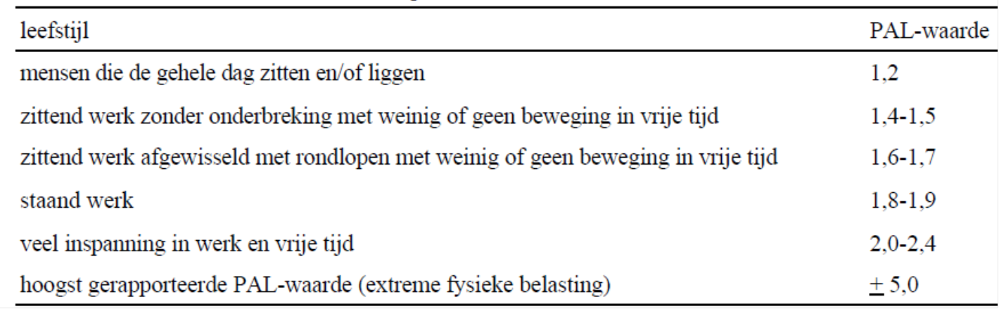 leefstijl PAL-waarde
mensen die de gehele dag zitten en/of liggen 1,2
zittend werk zonder onderbreking met weinig of geen beweging in vrije tijd 1,4-1,5
zittend werk afgewisseld met rondlopen met weinig of geen beweging in vrije tijd 1,6-1,7
staand werk 1,8-1,9
veel inspanning in werk en vrije tijd 2,0-2,4
hoogst gerapporteerde PAL-waarde (extreme fysieke belasting) ± 5,0